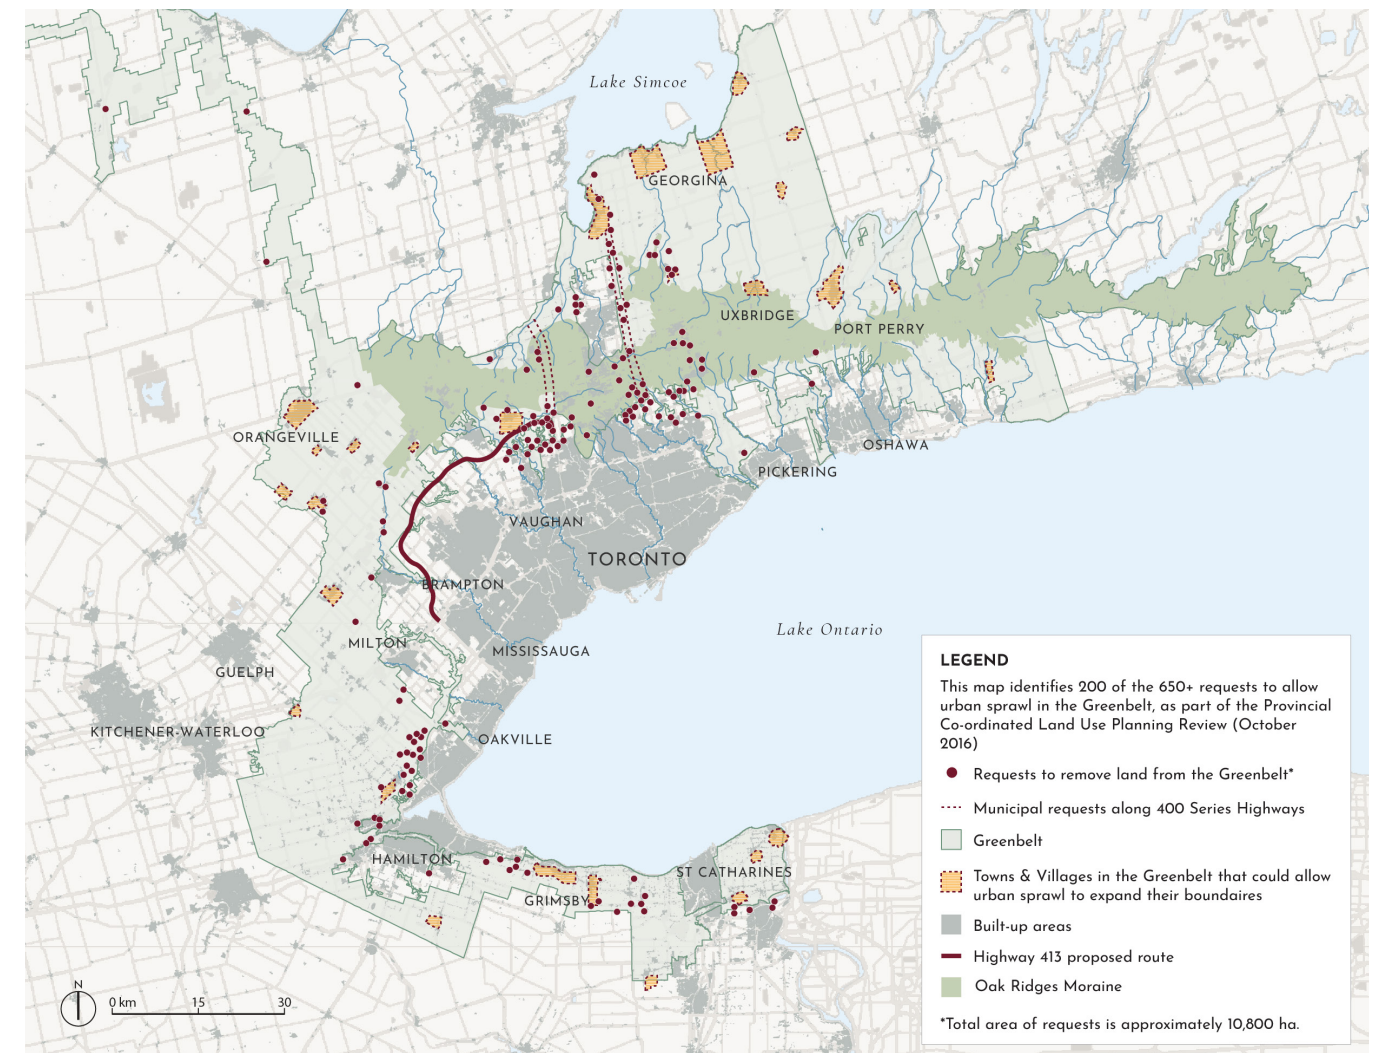 Lake Simcoe
GEORGINA
UXBRIDGE
PORT PERRY
ORANGEVILLE
OSHAWA
PICKERING
VAUGHAN
TORONTO
BRAMPTON
Lake Ontario
MILTON
MISSISSAUGA
GUELPH
KITCHENER-WATERLOO
OAKVILLE
HAMILTON
ST CATHARINES
GRIMSBY
N
0 km 15 30
LEGEND
This map identifies 200 of the 650+ requests to allow
urban sprawl in the Greenbelt, as part of the Provincial
Co-ordinated Land Use Planning Review (October
2016)
Requests to remove land from the Greenbelt*
Municipal requests along 400 Series Highways
Greenbelt
Towns & Villages in the Greenbelt that could allow
urban sprawl to expand their boundaires
Built-up areas
Highway 413 proposed route
Oak Ridges Moraine
*Total area of requests is approximately 10,800 ha.